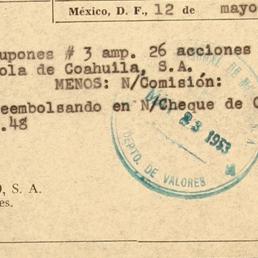 México, D. F., 12 de mayo
upones # 3 amp. 26 acciones
ola de Coahuila, S.A.
MENOS: N/Comisión:
eembolsando en N/Cheque de C
.48
23 1953
DEPTO. DE VALORES
O, S. A.
es.